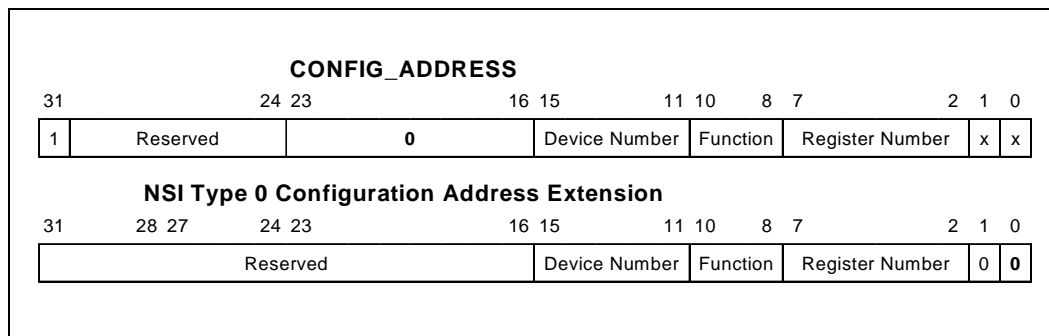 CONFIG_ADDRESS
31 24 23 16 15 11 10 8 7 2 1 0
1 Reserved 0 Device Number Function Register Number x x
NSI Type 0 Configuration Address Extension
31 28 27 24 23 16 15 11 10 8 7 2 1 0
Reserved Device Number Function Register Number 0 0